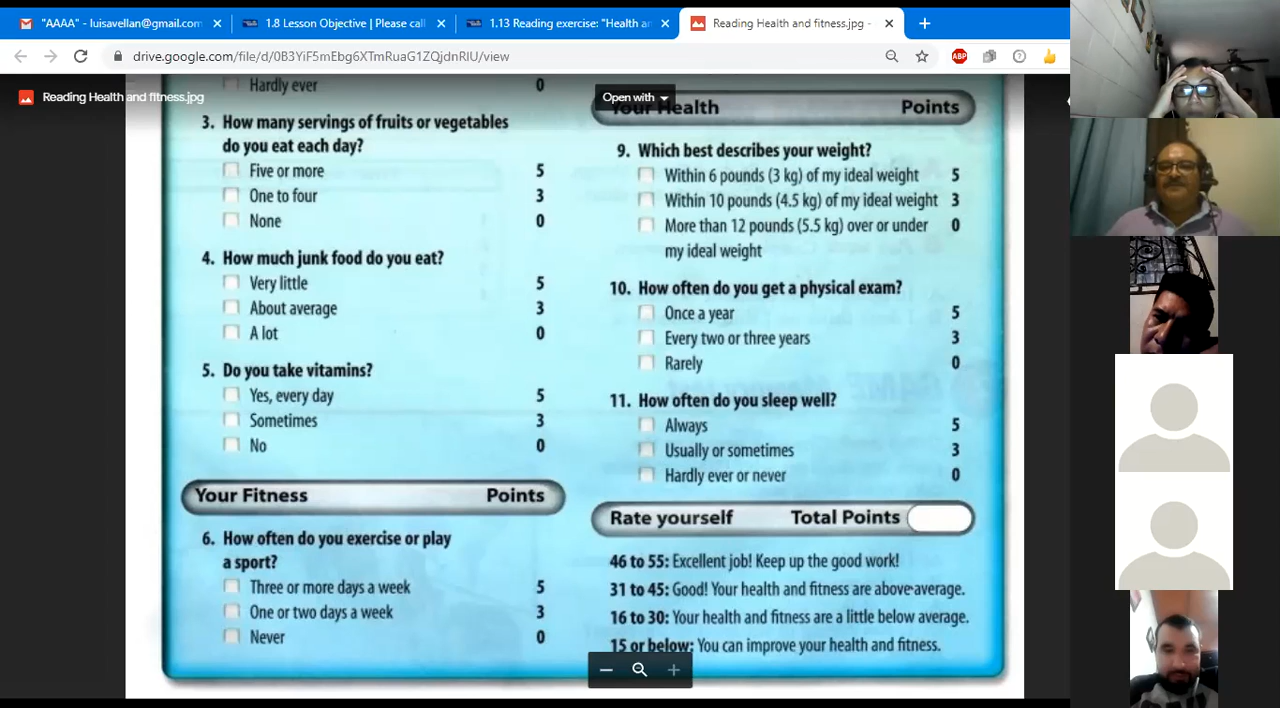 "AAAA" - luisavellan@gmail.com
1.8 Lesson Objective | Please call
1.13 Reading exercise: "Health an
Reading Health and fitness.jpg -
drive.google.com/file/d/0B3YiF5mEbg6XTmRuaG1ZQjdnRlU/view
ABP
Reading Health and fitness.jpg
Open with
Hardly ever 0
3. How many servings of fruits or vegetables
do you eat each day?
Five or more 5
One to four 3
None 0
4. How much junk food do you eat?
Very little 5
About average 3
A lot 0
5. Do you take vitamins?
Yes, every day 5
Sometimes 3
No 0
Your Fitness Points
6. How often do you exercise or play
a sport?
Three or more days a week 5
One or two days a week 3
Never 0
Your Health Points
9. Which best describes your weight?
Within 6 pounds (3 kg) of my ideal weight 5
Within 10 pounds (4.5 kg) of my ideal weight 3
More than 12 pounds (5.5 kg) over or under 0
my ideal weight
10. How often do you get a physical exam?
Once a year 5
Every two or three years 3
Rarely 0
11. How often do you sleep well?
Always 5
Usually or sometimes 3
Hardly ever or never 0
Rate yourself Total Points
46 to 55: Excellent job! Keep up the good work!
31 to 45: Good! Your health and fitness are above average.
16 to 30: Your health and fitness are a little below average.
15 or below: You can improve your health and fitness.